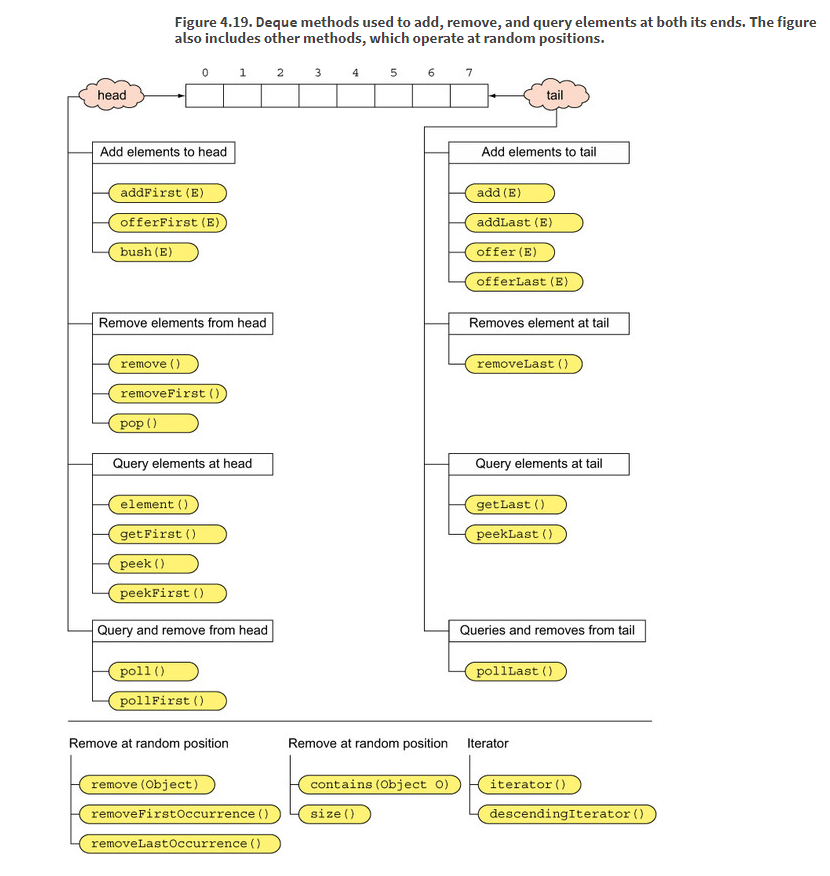 Figure 4.19. Deque methods used to add, remove, and query elements at both its ends. The figure
also includes other methods, which operate at random positions.
0 1 2 3 4 5 6 7
head
tail
Add elements to head
addFirst(E)
offerFirst(E)
bush(E)
Add elements to tail
add(E)
addLast(E)
offer(E)
offerLast(E)
Remove elements from head
remove()
removeFirst()
pop()
Removes element at tail
removeLast()
Query elements at head
element()
getFirst()
peek()
peekFirst()
Query elements at tail
getLast()
peekLast()
Query and remove from head
poll()
pollFirst()
Queries and removes from tail
pollLast()
Remove at random position
remove(Object)
removeFirstOccurrence()
removeLastOccurrence()
Remove at random position
contains(Object O)
size()
Iterator
iterator()
descendingIterator()